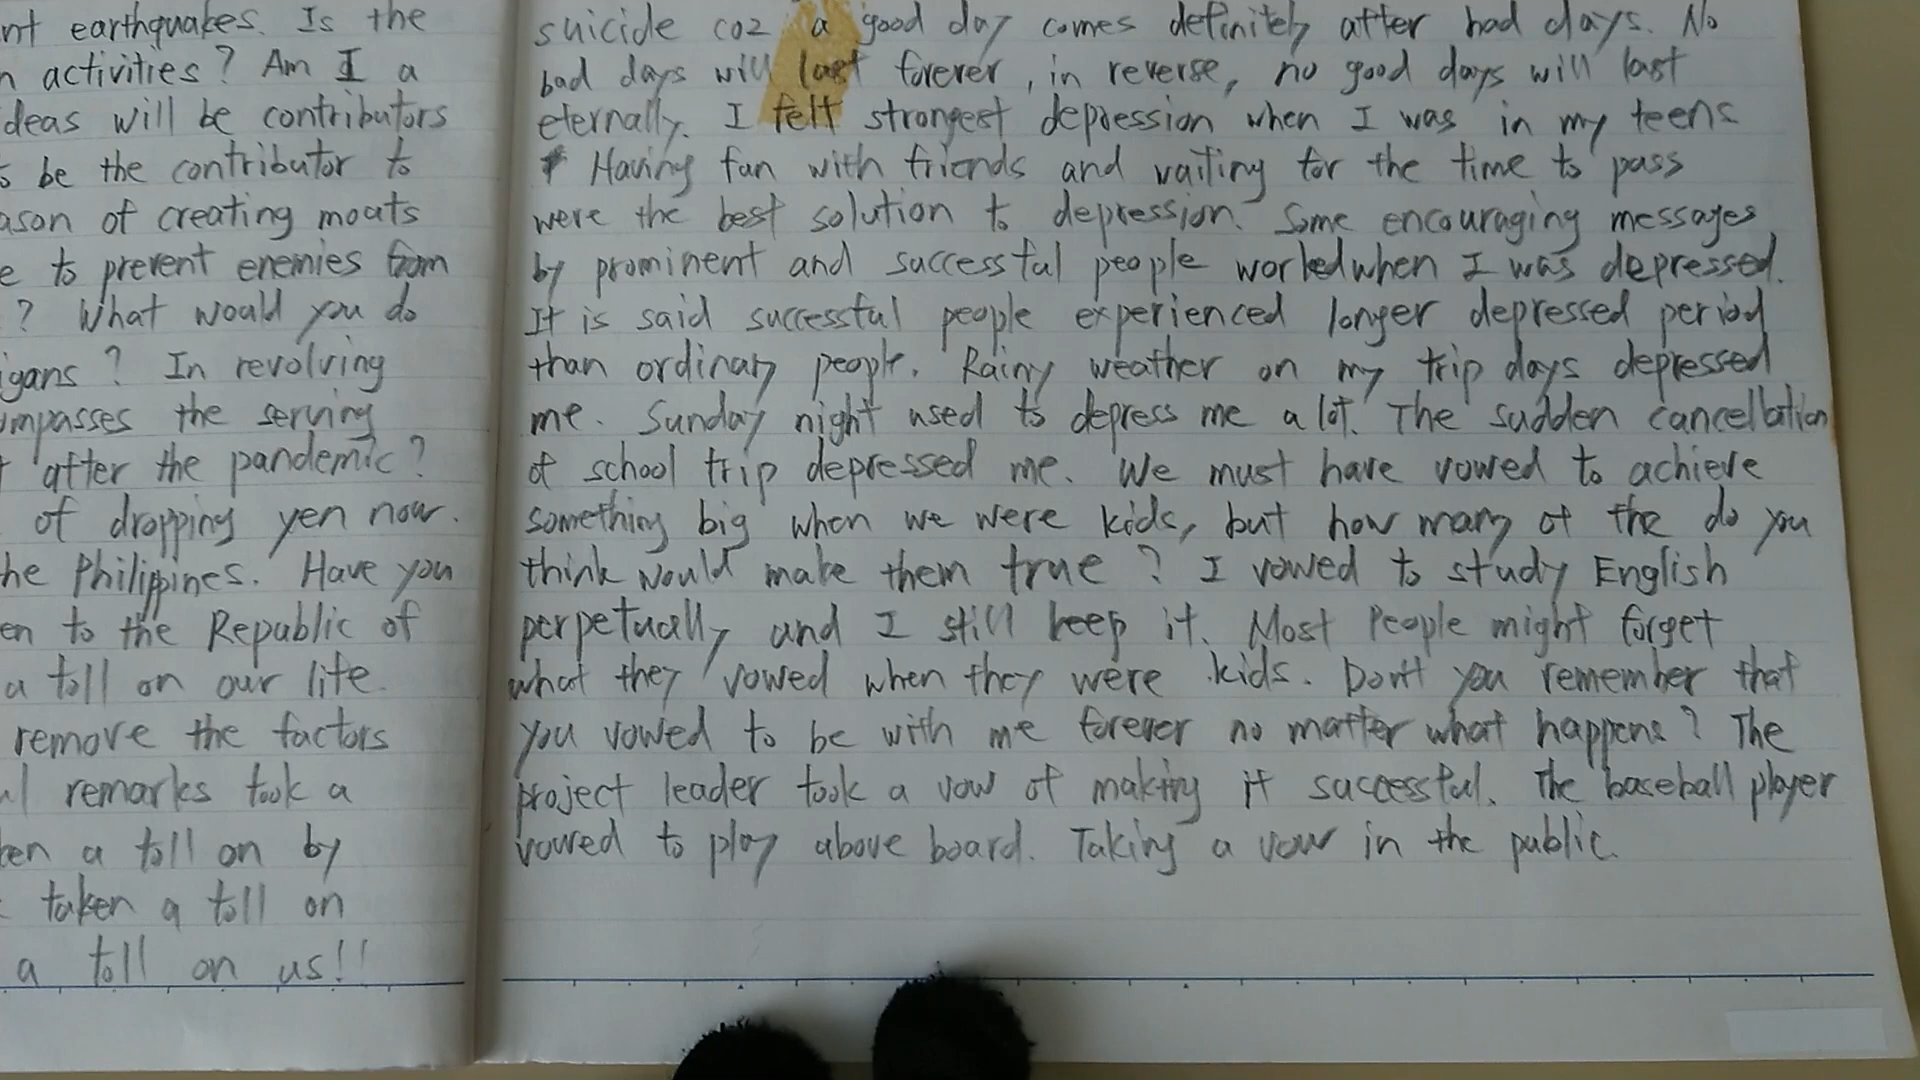 nt earthquakes. Is the
n activities? Am I a
deas will be contributors
s be the contributor to
ason of creating moats
e to prevent enemies from
? What would you do
igans? In revolving
mpasses the serving
after the pandemic?
of dropping yen now.
he Philippines. Have you
en to the Republic of
a toll on our life.
remove the factors
l remarks took a
ken a toll on by
taken a toll on
a toll on us!!
suicide coz a good day comes definitely after bad days. No
bad days will last forever, in reverse, no good days will last
eternally. I felt strongest depression when I was in my teens
Having fun with friends and waiting for the time to pass
were the best solution to depression. Some encouraging messages
by prominent and successful people worked when I was depressed.
It is said successful people experienced longer depressed period
than ordinary people. Rainy weather on my trip days depressed
me. Sunday night used to depress me a lot. The sudden cancellation
of school trip depressed me. We must have vowed to achieve
something big when we were kids, but how many of the do you
think would make them true? I vowed to study English
perpetually and I still keep it. Most People might forget
what they vowed when they were kids. Don't you remember that
you vowed to be with me forever no matter what happens? The
project leader took a vow of making it successful. The baseball player
vowed to play above board. Taking a vow in the public.